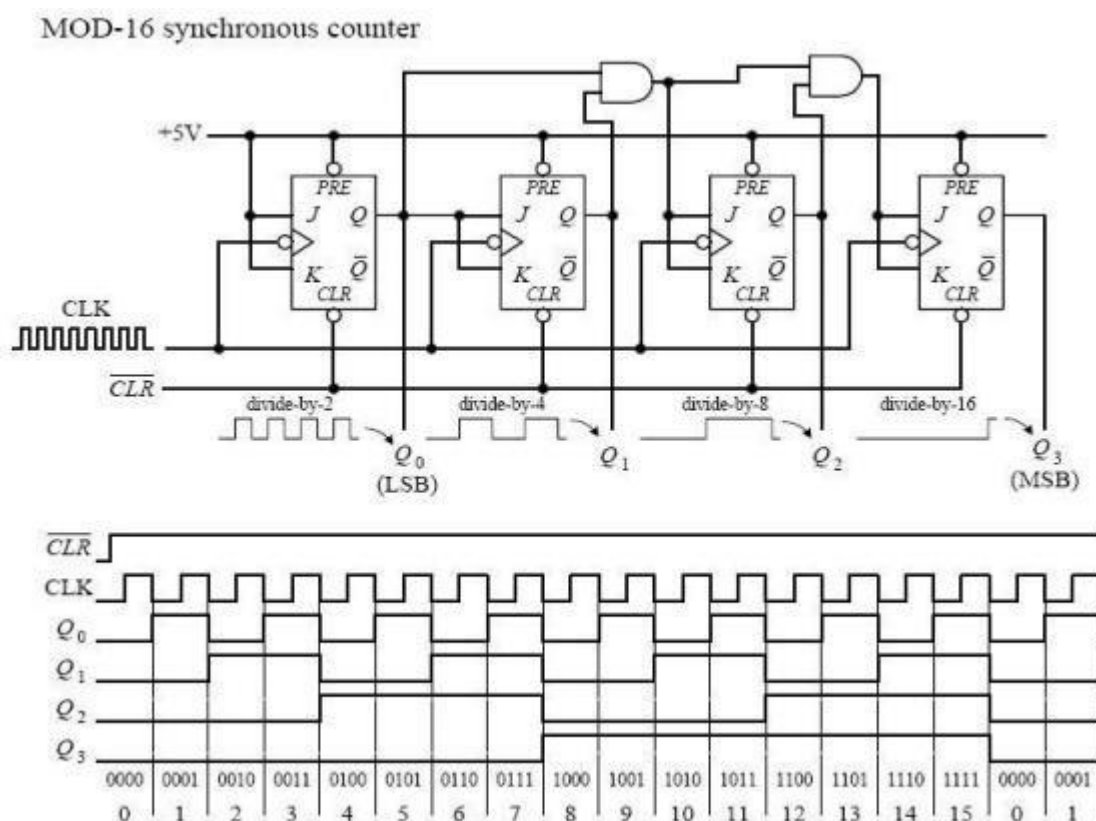 MOD-16 synchronous counter
+5V
PRE PRE PRE PRE
J Q J Q J Q J Q
K Q̅ K Q̅ K Q̅ K Q̅
CLR CLR CLR CLR
CLK
C̅L̅R̅
divide-by-2 divide-by-4 divide-by-8 divide-by-16
Q₀ Q₁ Q₂ Q₃
(LSB) (MSB)
C̅L̅R̅
CLK
Q₀
Q₁
Q₂
Q₃
0000 0001 0010 0011 0100 0101 0110 0111 1000 1001 1010 1011 1100 1101 1110 1111 0000 0001
0 1 2 3 4 5 6 7 8 9 10 11 12 13 14 15 0 1